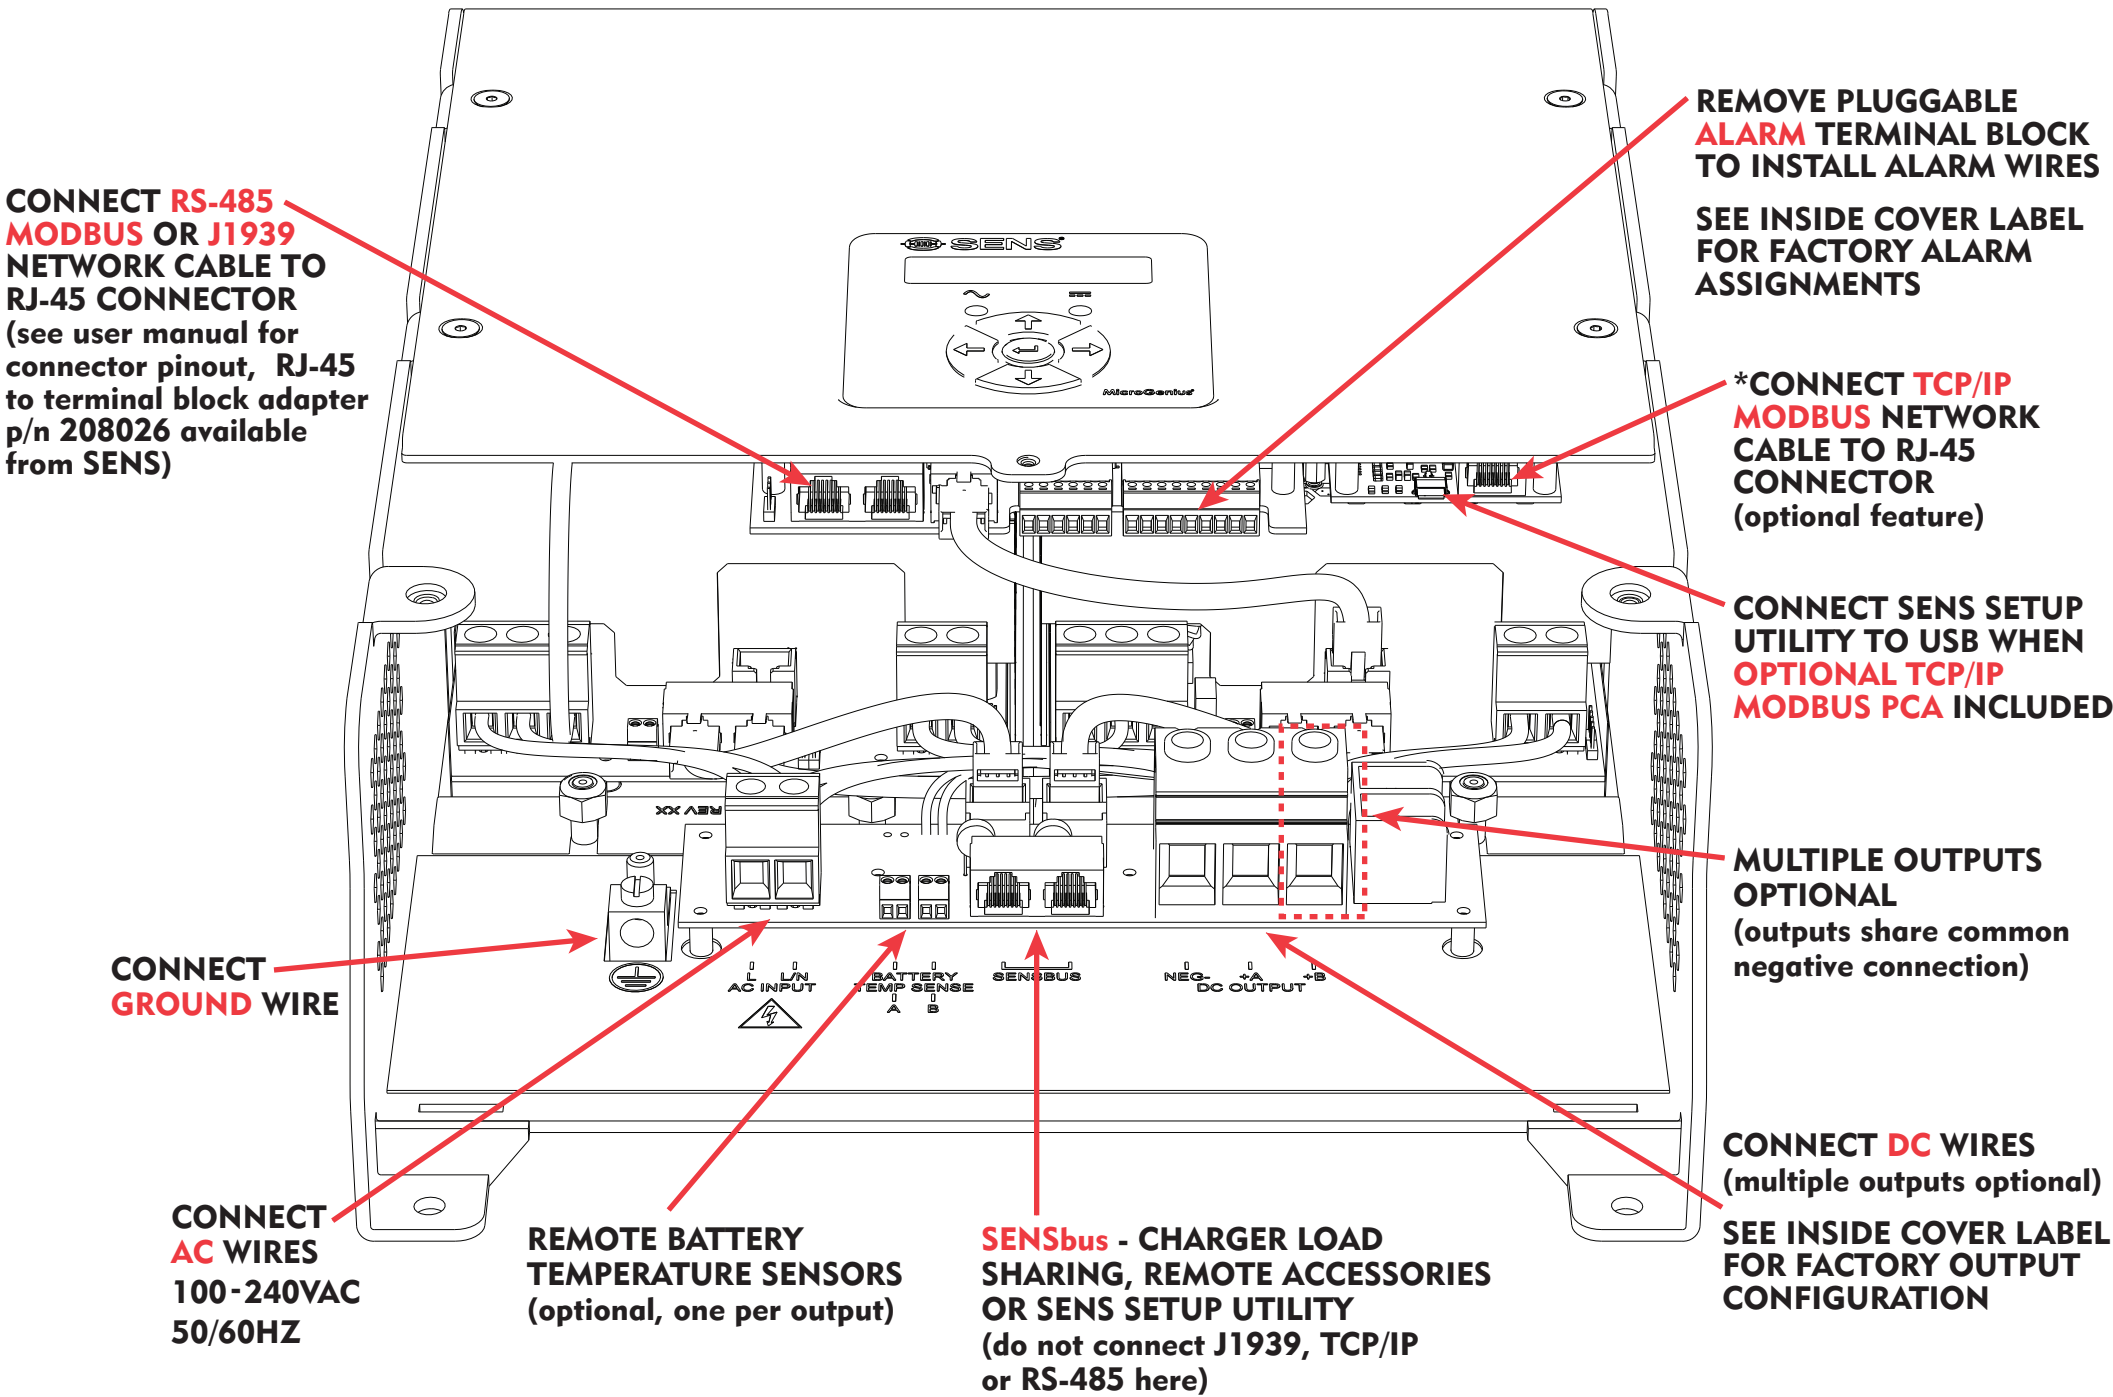 REMOVE PLUGGABLE
ALARM TERMINAL BLOCK
TO INSTALL ALARM WIRES
SEE INSIDE COVER LABEL
FOR FACTORY ALARM
ASSIGNMENTS
CONNECT RS-485
MODBUS OR J1939
NETWORK CABLE TO
RJ-45 CONNECTOR
(see user manual for
connector pinout, RJ-45
to terminal block adapter
p/n 208026 available
from SENS)
SENS®
MicroGenius®
*CONNECT TCP/IP
MODBUS NETWORK
CABLE TO RJ-45
CONNECTOR
(optional feature)
CONNECT SENS SETUP
UTILITY TO USB WHEN
OPTIONAL TCP/IP
MODBUS PCA INCLUDED
REV XX
MULTIPLE OUTPUTS
OPTIONAL
(outputs share common
negative connection)
CONNECT
GROUND WIRE
L L/N
AC INPUT
BATTERY
TEMP SENSE
A B
SENSBUS
NEG- +A +B
DC OUTPUT
CONNECT DC WIRES
(multiple outputs optional)
SEE INSIDE COVER LABEL
FOR FACTORY OUTPUT
CONFIGURATION
CONNECT
AC WIRES
100-240VAC
50/60HZ
REMOTE BATTERY
TEMPERATURE SENSORS
(optional, one per output)
SENSbus - CHARGER LOAD
SHARING, REMOTE ACCESSORIES
OR SENS SETUP UTILITY
(do not connect J1939, TCP/IP
or RS-485 here)